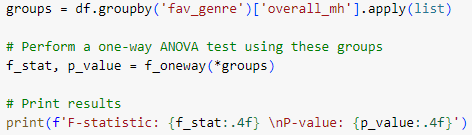 groups = df.groupby('fav_genre')['overall_mh'].apply(list)
# Perform a one-way ANOVA test using these groups
f_stat, p_value = f_oneway(*groups)
# Print results
print(f'F-statistic: {f_stat:.4f} \nP-value: {p_value:.4f}')